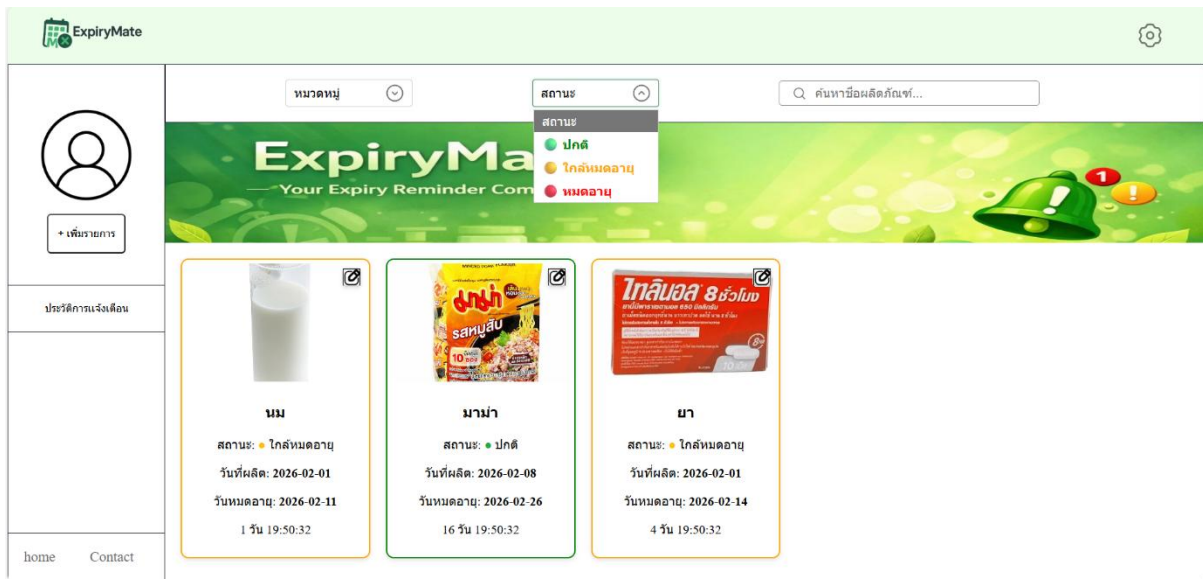 ExpiryMate
หมวดหมู่
สถานะ
ค้นหาชื่อผลิตภัณฑ์...
สถานะ
ปกติ
ใกล้หมดอายุ
หมดอายุ
ExpiryMa
Your Expiry Reminder Com
1
+ เพิ่มรายการ
ประวัติการแจ้งเตือน
มาม่า
รสหมูสับ
10
ไทลินอล 8 ชั่วโมง
นม
สถานะ: ใกล้หมดอายุ
วันที่ผลิต: 2026-02-01
วันหมดอายุ: 2026-02-11
1 วัน 19:50:32
มาม่า
สถานะ: ปกติ
วันที่ผลิต: 2026-02-08
วันหมดอายุ: 2026-02-26
16 วัน 19:50:32
ยา
สถานะ: ใกล้หมดอายุ
วันที่ผลิต: 2026-02-01
วันหมดอายุ: 2026-02-14
4 วัน 19:50:32
home Contact